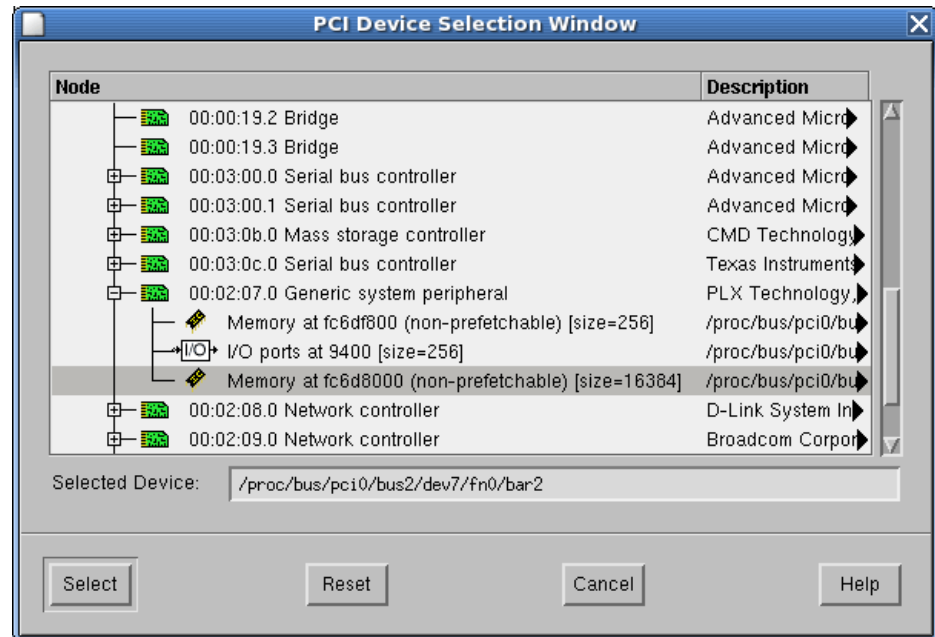 PCI Device Selection Window
Node Description
00:00:19.2 Bridge Advanced Micro
00:00:19.3 Bridge Advanced Micro
00:03:00.0 Serial bus controller Advanced Micro
00:03:00.1 Serial bus controller Advanced Micro
00:03:0b.0 Mass storage controller CMD Technology
00:03:0c.0 Serial bus controller Texas Instruments
00:02:07.0 Generic system peripheral PLX Technology,
Memory at fc6df800 (non-prefetchable) [size=256] /proc/bus/pci0/bu
I/O I/O ports at 9400 [size=256] /proc/bus/pci0/bu
Memory at fc6d8000 (non-prefetchable) [size=16384] /proc/bus/pci0/bu
00:02:08.0 Network controller D-Link System In
00:02:09.0 Network controller Broadcom Corpor
Selected Device: /proc/bus/pci0/bus2/dev7/fn0/bar2
Select Reset Cancel Help